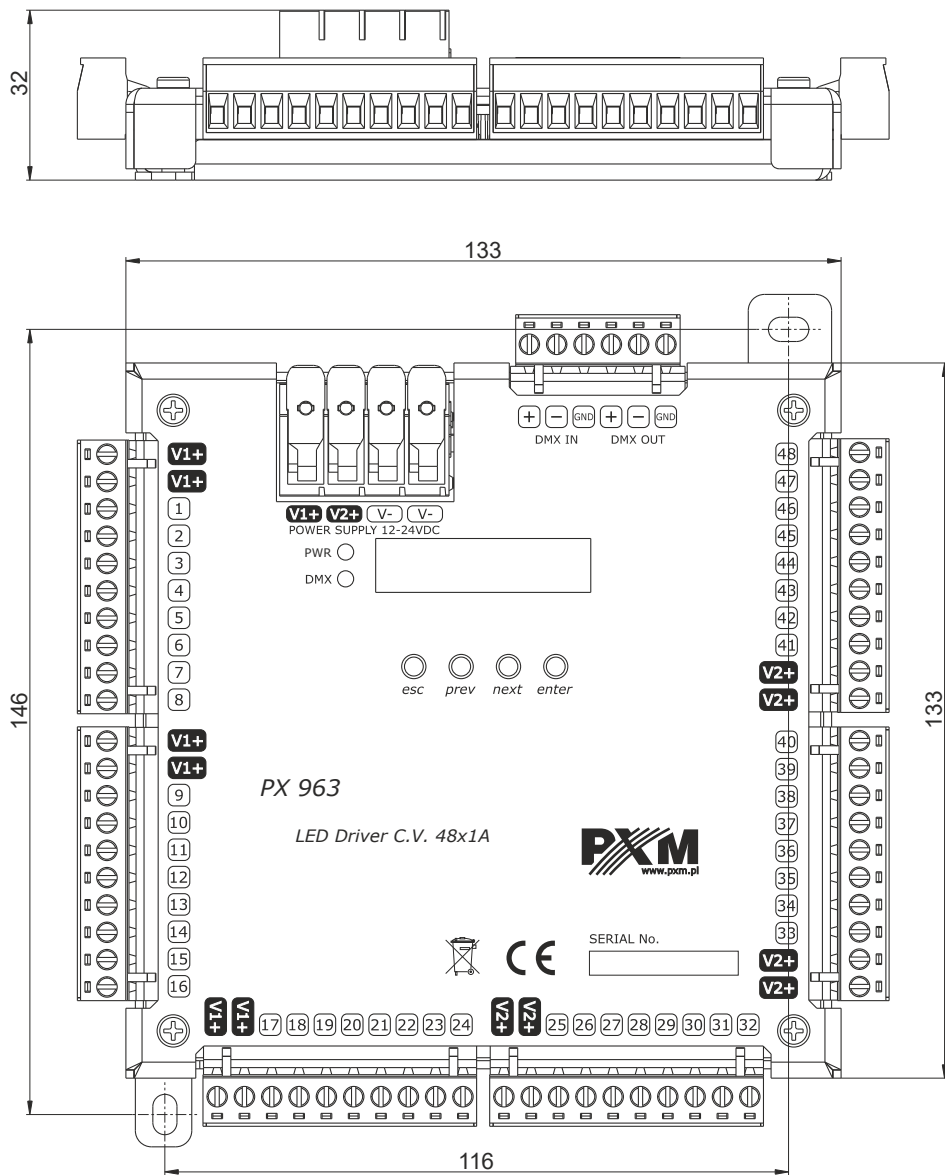 32
133
+ − GND + − GND
DMX IN DMX OUT
V1+
V1+
1
2
3
4
5
6
7
8
V1+
V1+
9
10
11
12
13
14
15
16
V1+ V2+ V- V-
POWER SUPPLY 12-24VDC
PWR
DMX
esc prev next enter
PX 963
LED Driver C.V. 48x1A
PXM
www.pxm.pl
CE
SERIAL No.
48
47
46
45
44
43
42
41
V2+
V2+
40
39
38
37
36
35
34
33
V2+
V2+
V1+ V1+ 17 18 19 20 21 22 23 24 V2+ V2+ 25 26 27 28 29 30 31 32
146
133
116